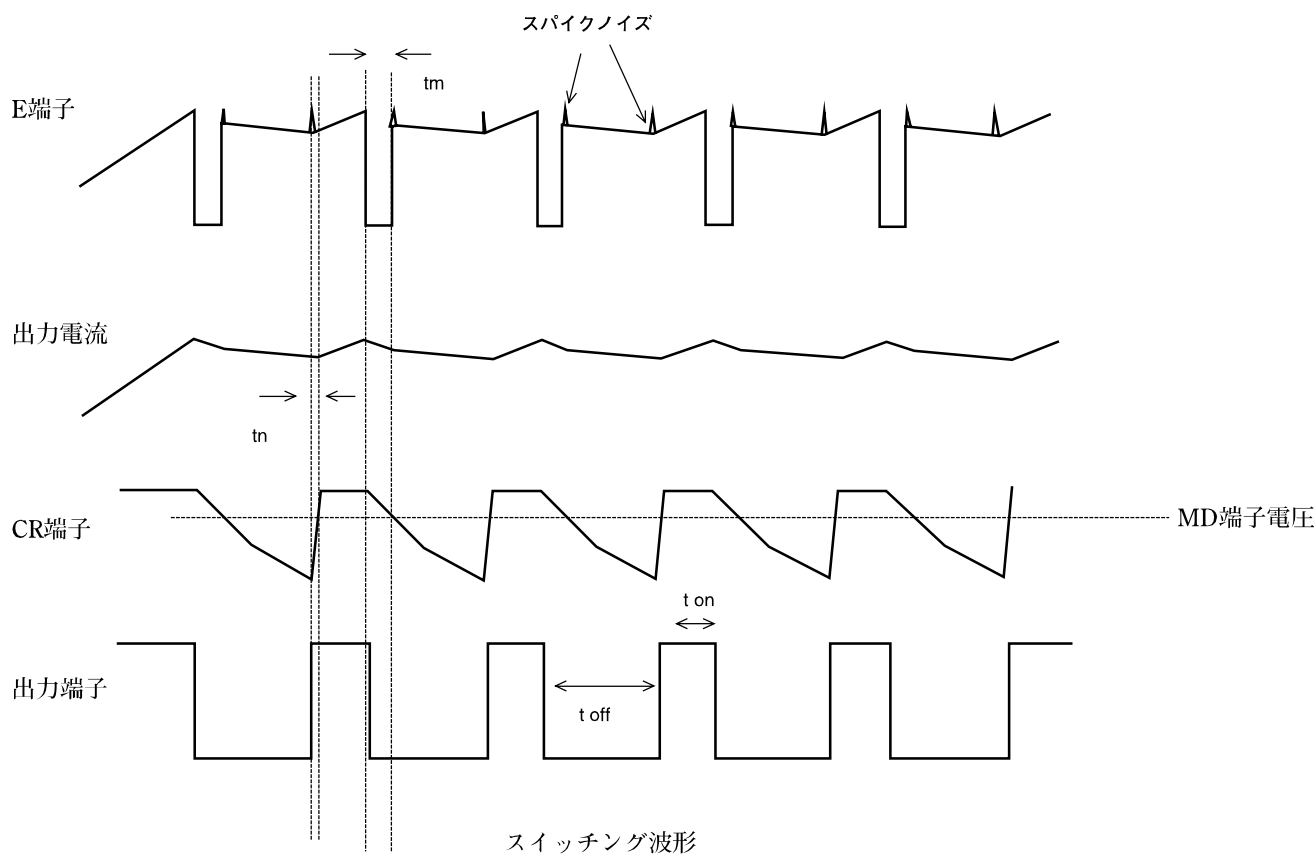 スパイクノイズ
tm
E端子
出力電流
tn
CR端子
MD端子電圧
t on
出力端子
t off
スイッチング波形